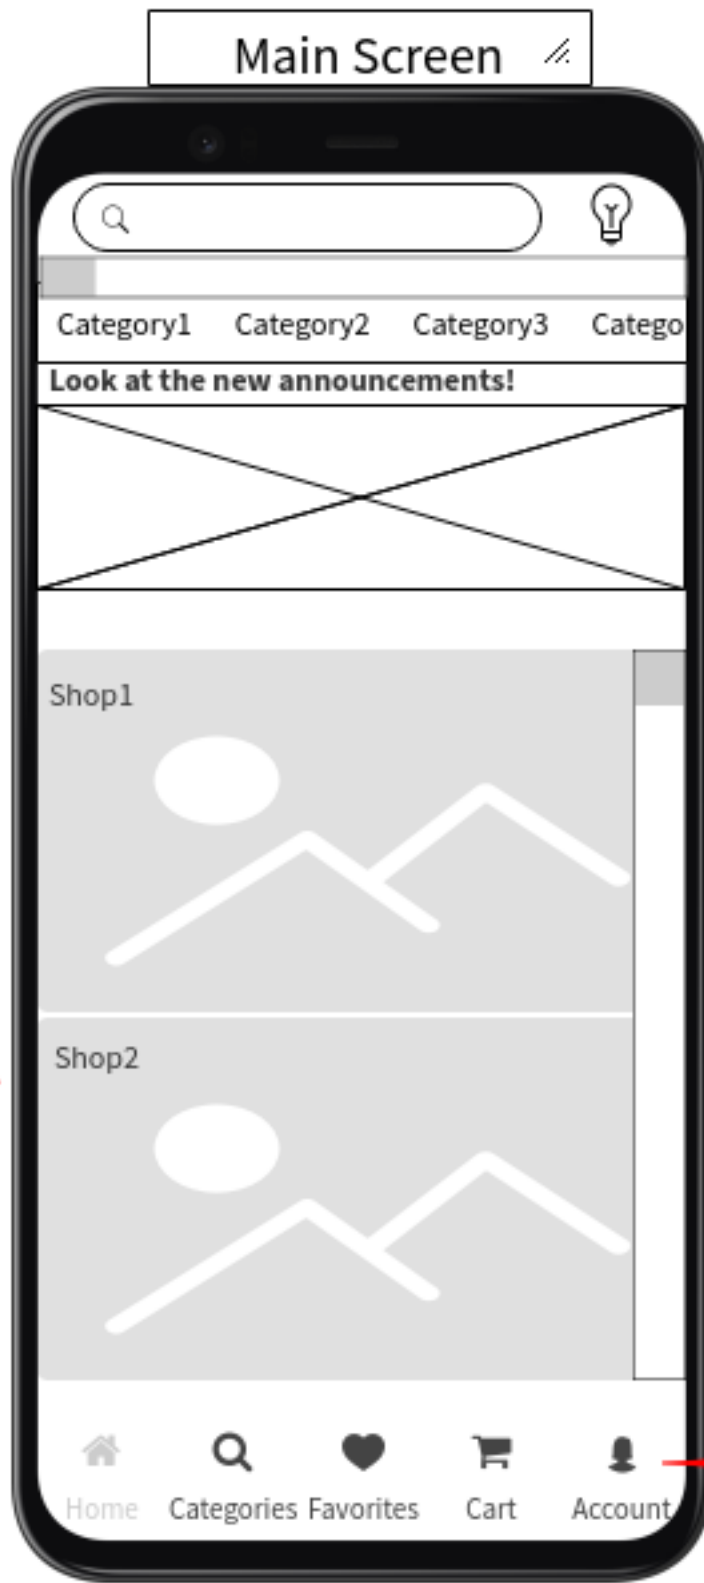 Main Screen
Category1 Category2 Category3 Catego
Look at the new announcements!
Shop1
Shop2
Home Categories Favorites Cart Account